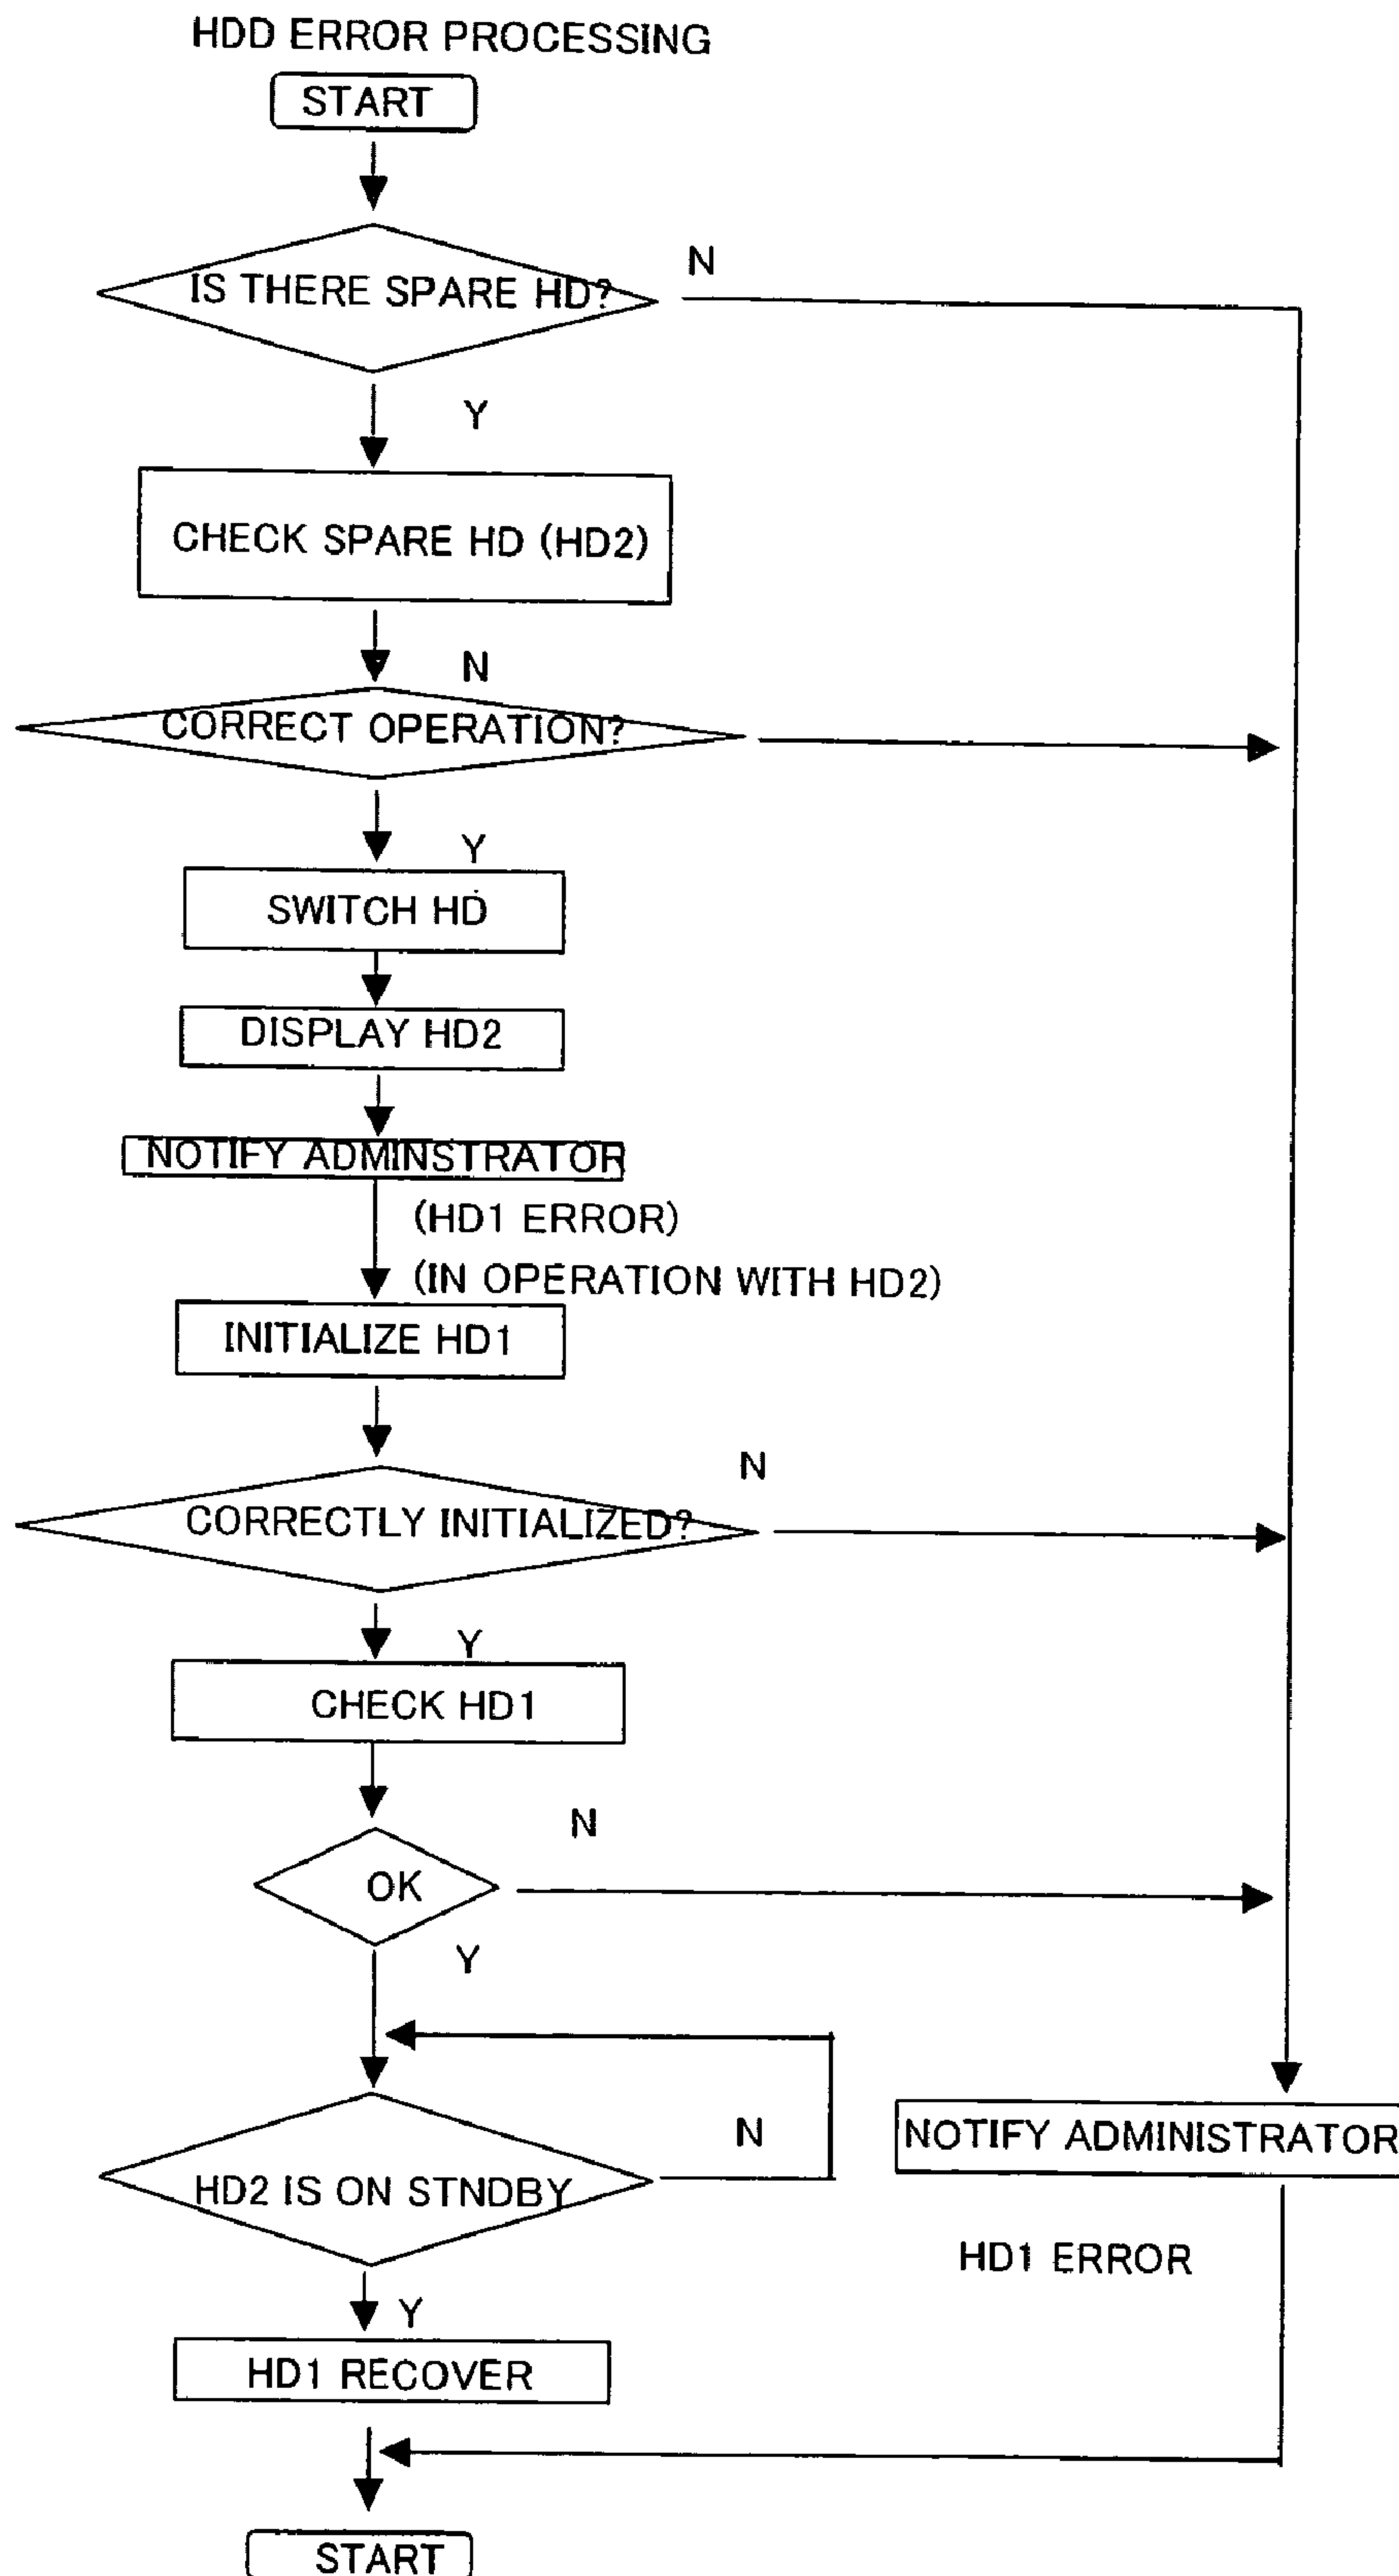 HDD ERROR PROCESSING
START
IS THERE SPARE HD?
N
Y
CHECK SPARE HD (HD2)
N
CORRECT OPERATION?
Y
SWITCH HD
DISPLAY HD2
NOTIFY ADMINSTRATOR
(HD1 ERROR)
(IN OPERATION WITH HD2)
INITIALIZE HD1
N
CORRECTLY INITIALIZED?
Y
CHECK HD1
N
OK
Y
N
NOTIFY ADMINISTRATOR
HD2 IS ON STNDBY
HD1 ERROR
Y
HD1 RECOVER
START